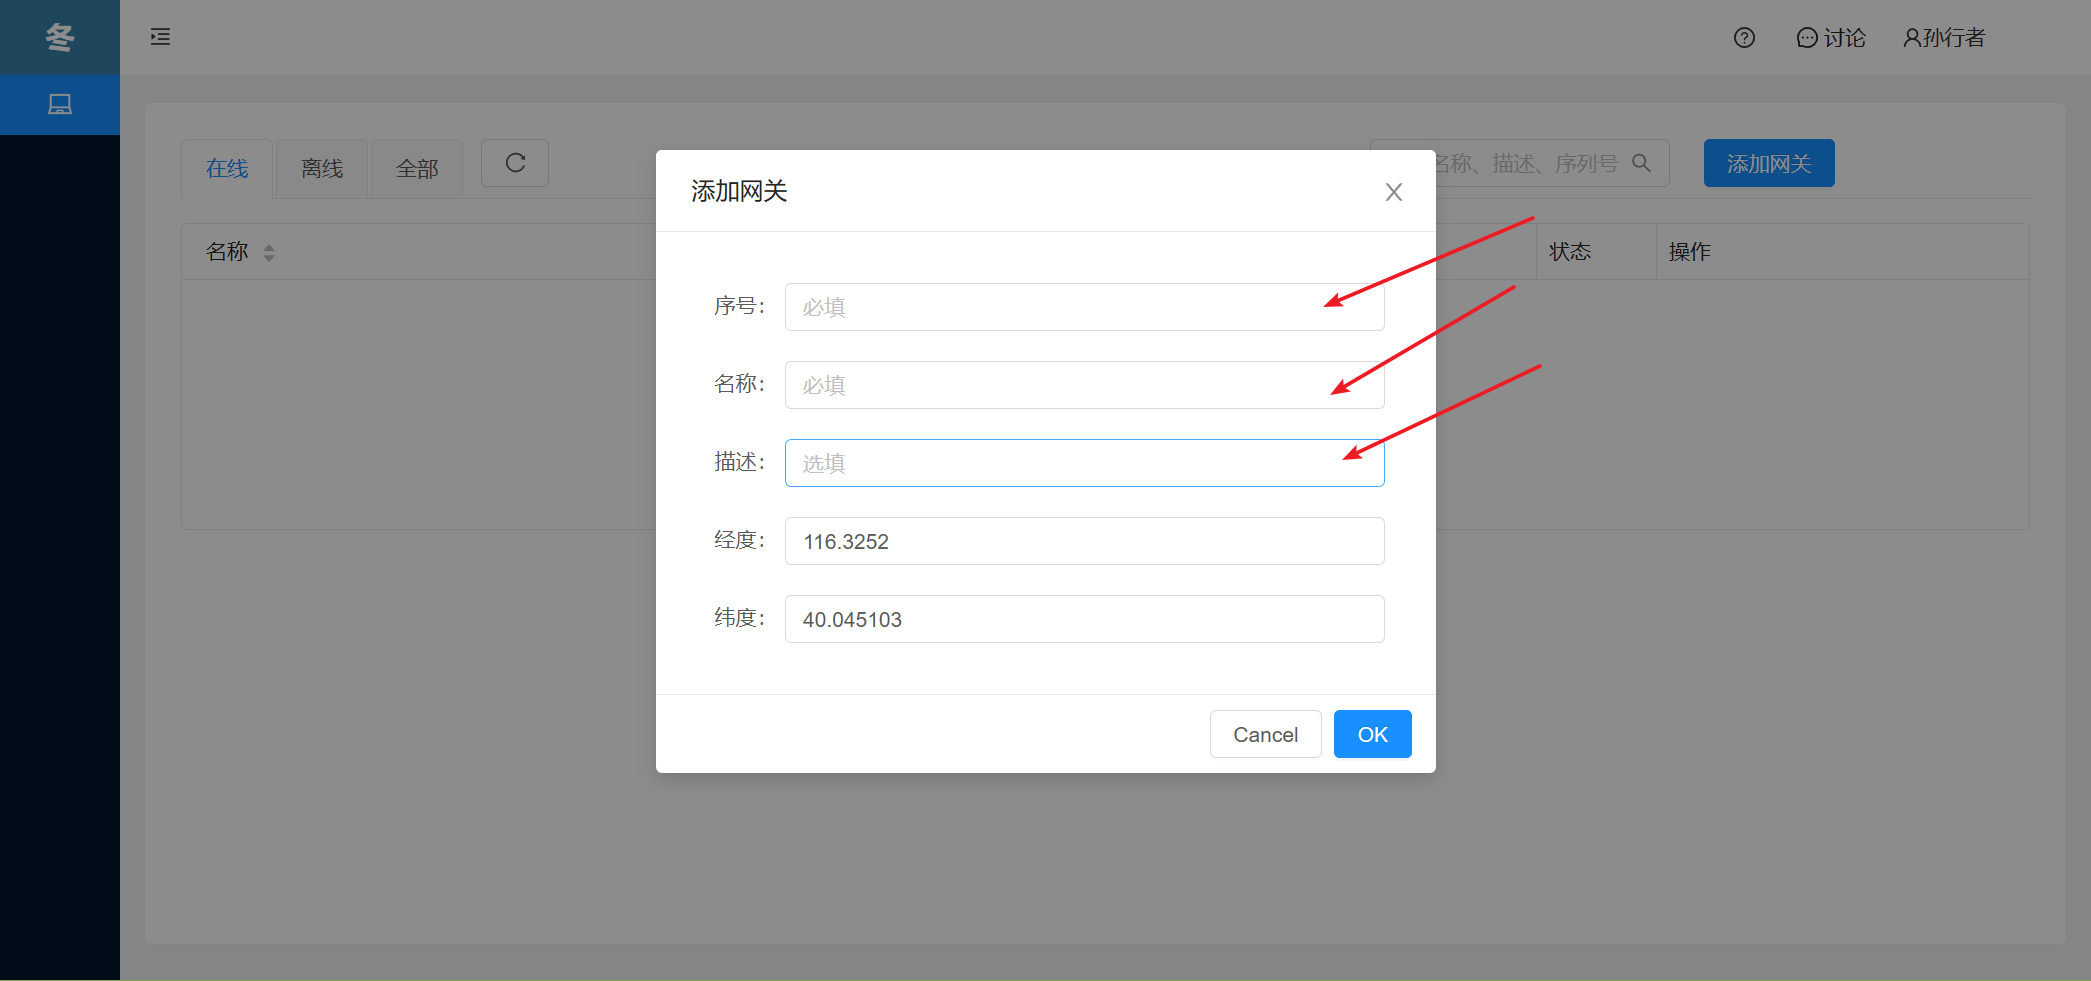 冬
讨论
孙行者
在线
离线
全部
名称、描述、序列号
添加网关
名称
状态
操作
添加网关
序号:
必填
名称:
必填
描述:
选填
经度:
116.3252
纬度:
40.045103
Cancel
OK